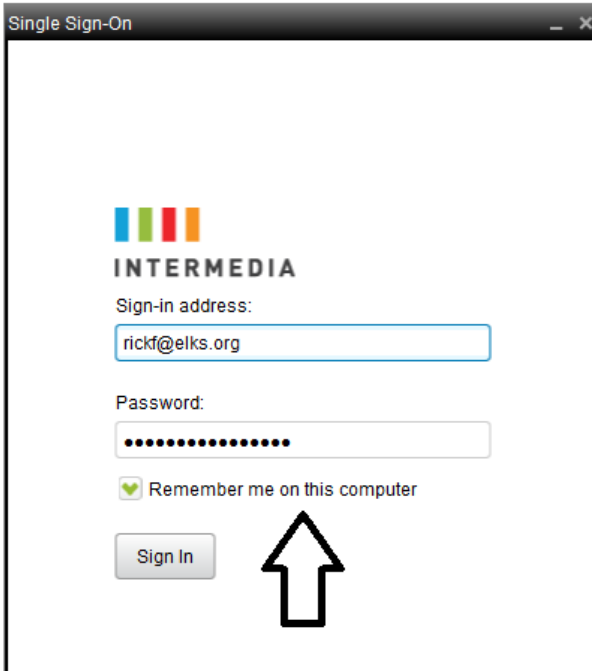 Single Sign-On
INTERMEDIA
Sign-in address:
rickf@elks.org
Password:
••••••••••••••••
Remember me on this computer
Sign In